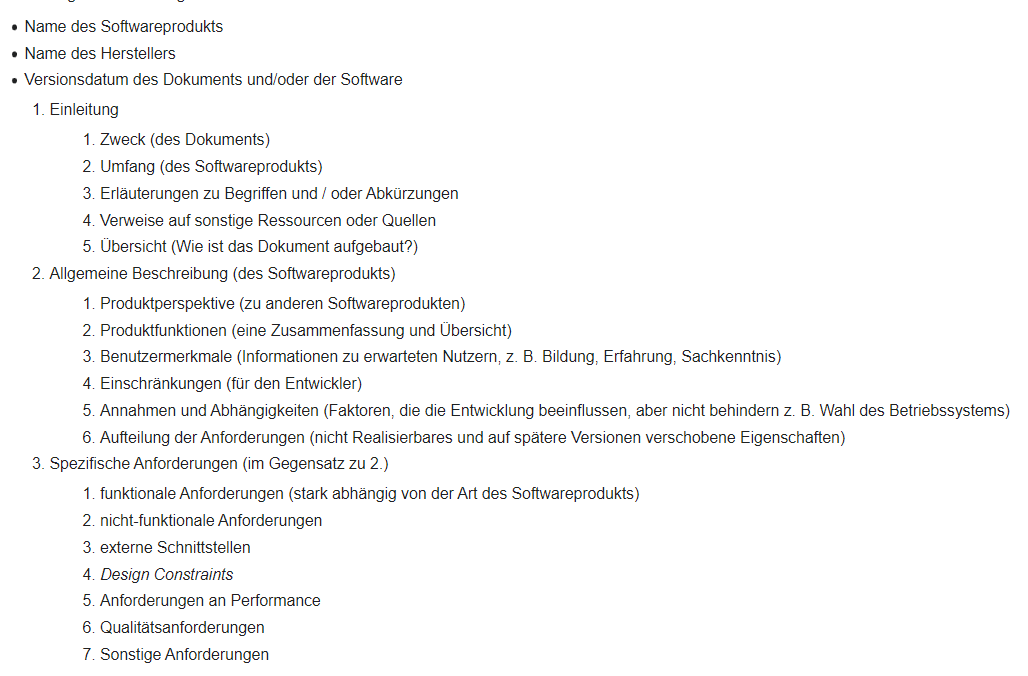 • Name des Softwareprodukts
• Name des Herstellers
• Versionsdatum des Dokuments und/oder der Software
1. Einleitung
1. Zweck (des Dokuments)
2. Umfang (des Softwareprodukts)
3. Erläuterungen zu Begriffen und / oder Abkürzungen
4. Verweise auf sonstige Ressourcen oder Quellen
5. Übersicht (Wie ist das Dokument aufgebaut?)
2. Allgemeine Beschreibung (des Softwareprodukts)
1. Produktperspektive (zu anderen Softwareprodukten)
2. Produktfunktionen (eine Zusammenfassung und Übersicht)
3. Benutzermerkmale (Informationen zu erwarteten Nutzern, z. B. Bildung, Erfahrung, Sachkenntnis)
4. Einschränkungen (für den Entwickler)
5. Annahmen und Abhängigkeiten (Faktoren, die die Entwicklung beeinflussen, aber nicht behindern z. B. Wahl des Betriebssystems)
6. Aufteilung der Anforderungen (nicht Realisierbares und auf spätere Versionen verschobene Eigenschaften)
3. Spezifische Anforderungen (im Gegensatz zu 2.)
1. funktionale Anforderungen (stark abhängig von der Art des Softwareprodukts)
2. nicht-funktionale Anforderungen
3. externe Schnittstellen
4. Design Constraints
5. Anforderungen an Performance
6. Qualitätsanforderungen
7. Sonstige Anforderungen